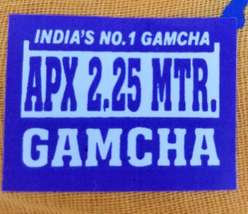 INDIA'S NO.1 GAMCHA
APX 2.25 MTR.
GAMCHA